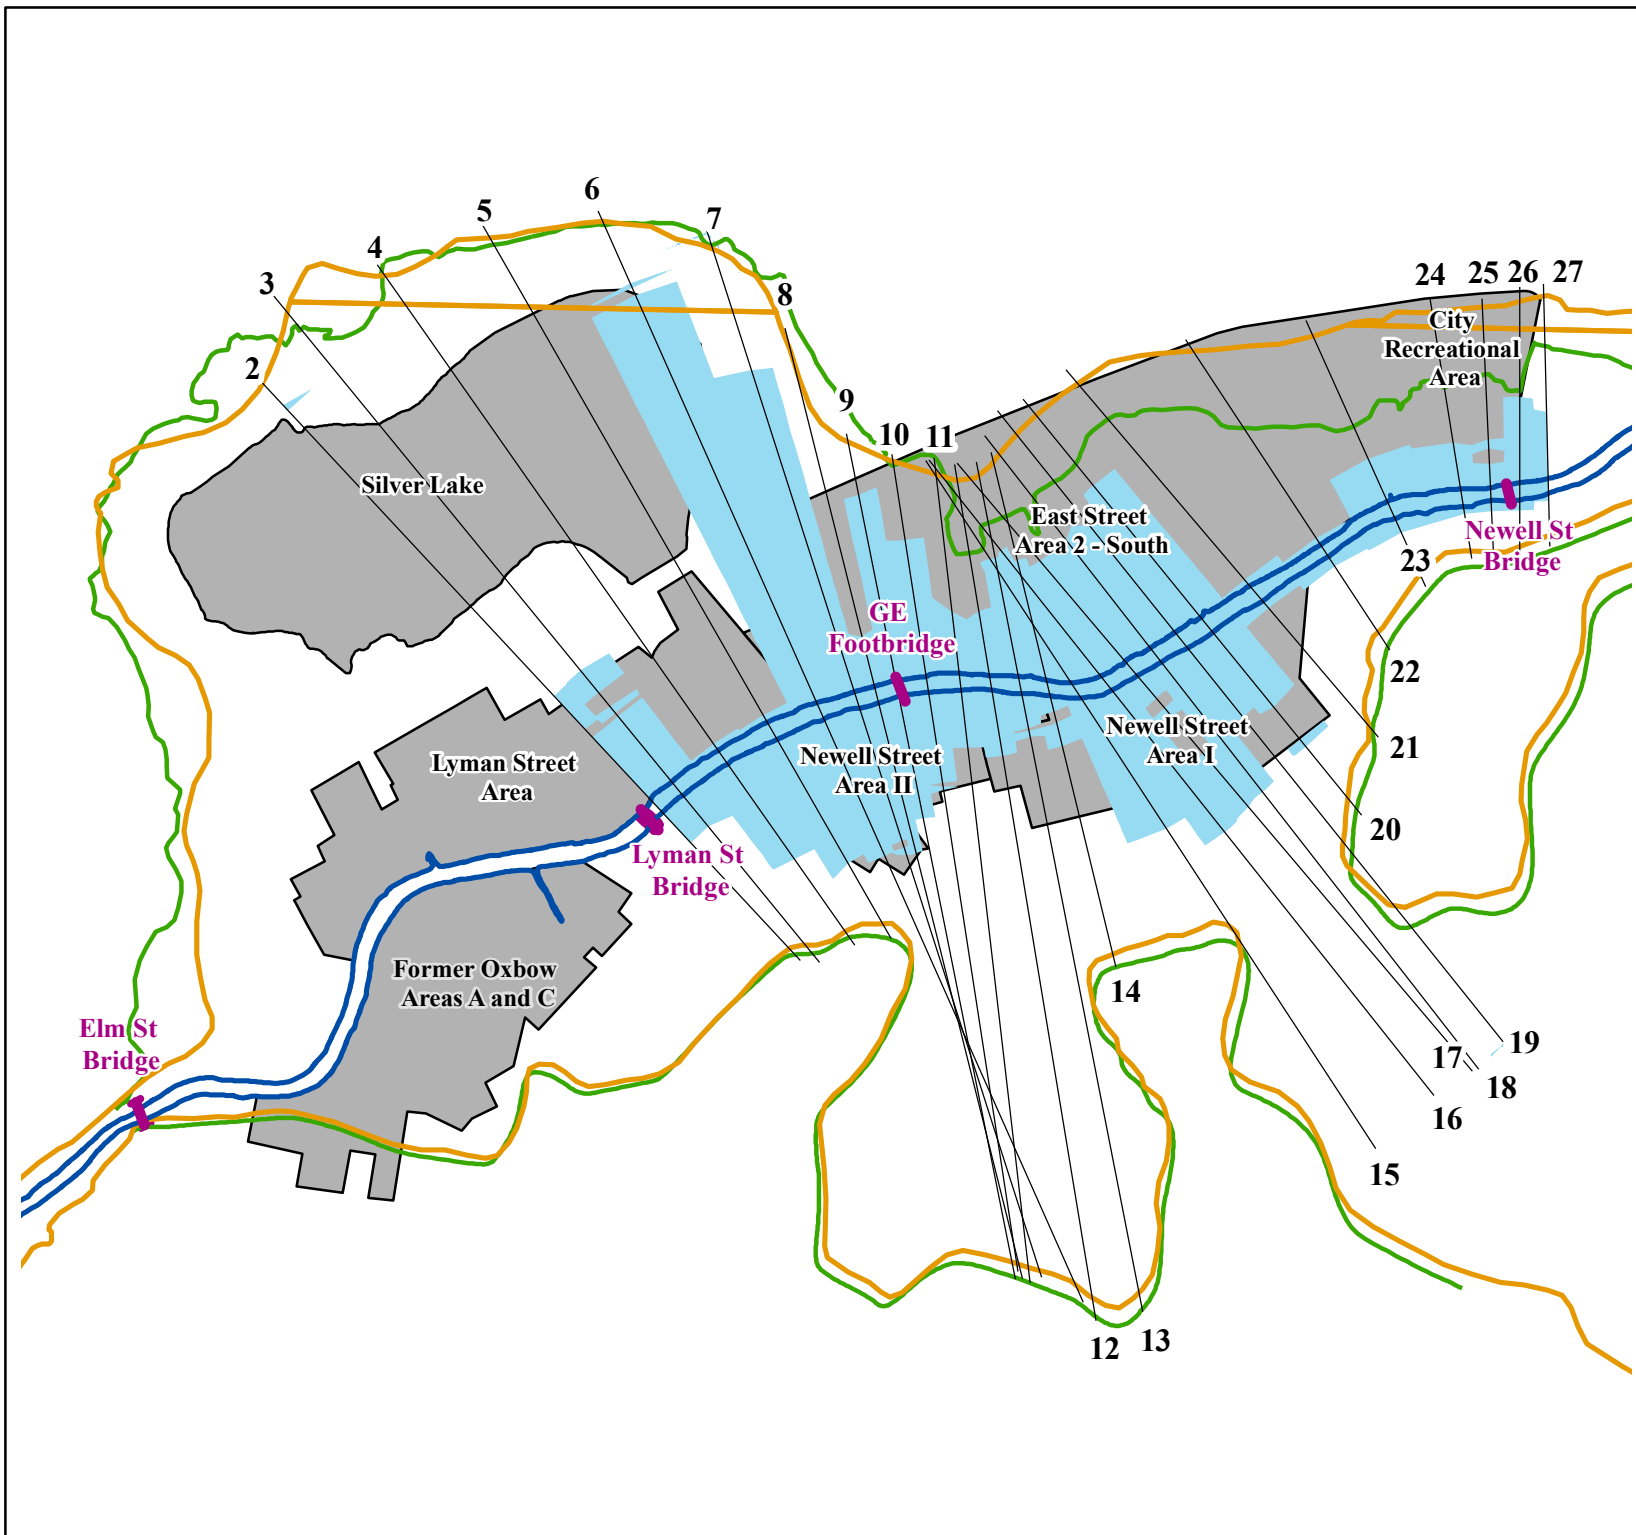 6
5
7
4
3
8
2
9
10
11
24
25
26
27
City
Recreational
Area
Silver Lake
East Street
Area 2 - South
Newell St
Bridge
23
GE
Footbridge
22
Newell Street
Area I
21
Newell Street
Area II
Lyman Street
Area
20
Lyman St
Bridge
Former Oxbow
Areas A and C
14
Elm St
Bridge
19
17
18
16
15
12
13